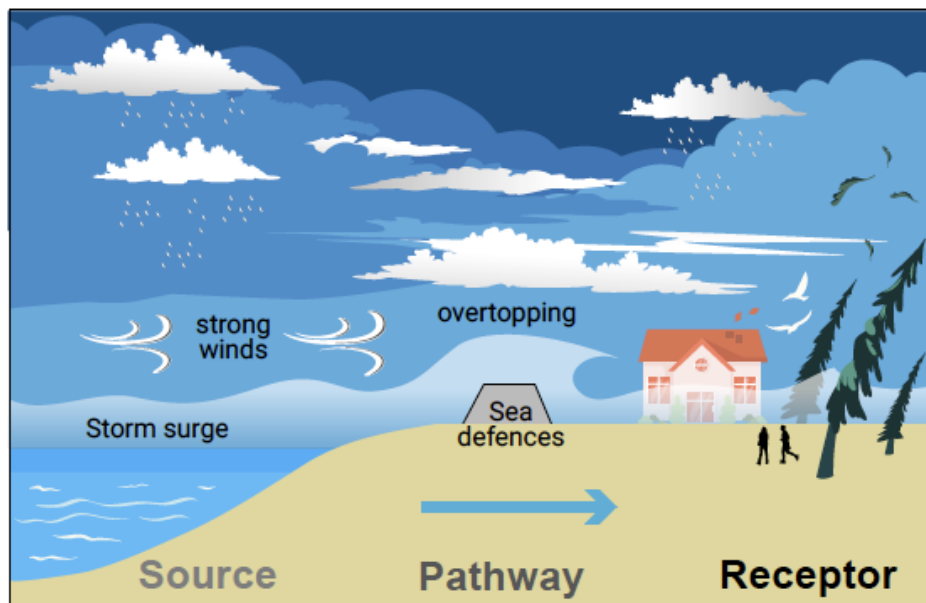 overtopping
strong
winds
Storm surge
Sea
defences
Source
Pathway
Receptor